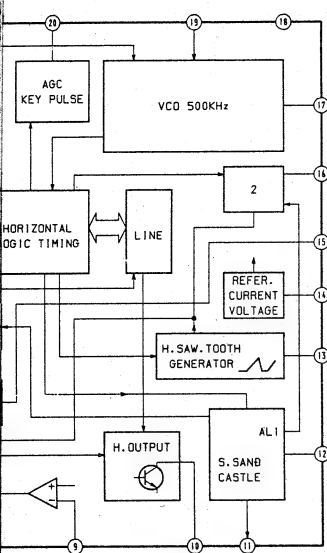 20
19
18
AGC
KEY PULSE
VCO 500KHz
17
16
2
HORIZONTAL
OGIC TIMING
LINE
15
REFER.
CURRENT
VOLTAGE
14
H.SAW.TOOTH
GENERATOR
13
AL1
H.OUTPUT
S.SAND
CASTLE
12
+
-
9
10
11